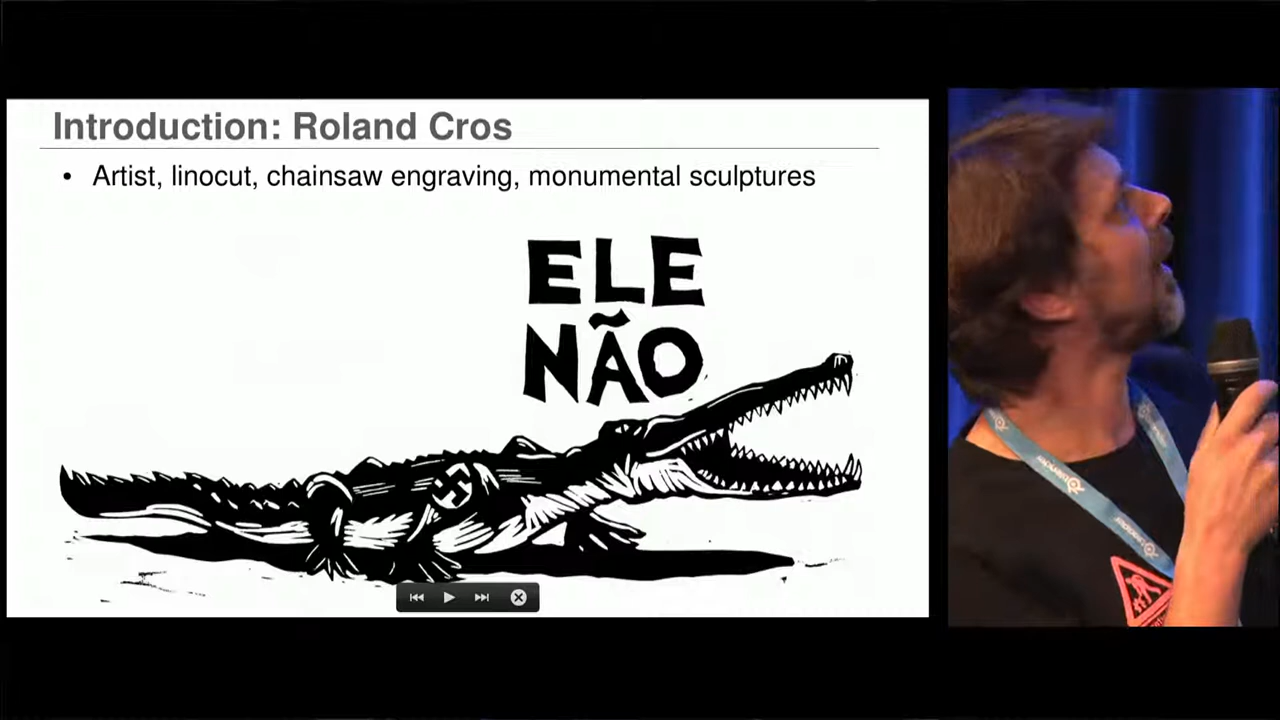 Introduction: Roland Cros
• Artist, linocut, chainsaw engraving, monumental sculptures
ELE
NÃO